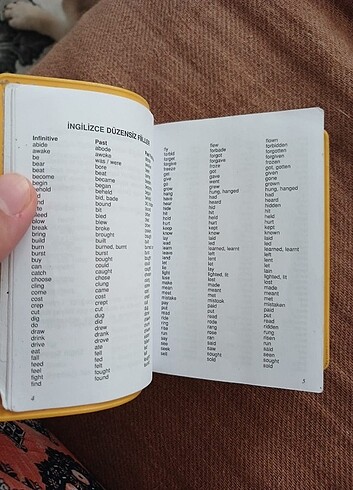 İNGİLİZCE DÜZENSİZ FİİLLER
Infinitive Past
abide abode
awake awoke
be was / were
bear bore
beat beat
become became
begin began
behold beheld
bid, bade
bound
bit
bled
blow blew
break broke
bring brought
build built
burn burned, burnt
burst burst
buy bought
can could
catch caught
choose chose
cling clung
come came
cost cost
creep crept
cut cut
dig dug
do did
draw drew
drink drank
drive drove
eat ate
fall fell
feed fed
feel felt
fight fought
find found
4
fly flew flown
forbid forbade forbidden
forget forgot forgotten
forgive forgave forgiven
freeze froze frozen
get got got, gotten
give gave given
go went gone
grow grew grown
hang hung, hanged hung, hanged
have had had
hear heard heard
hide hid hidden
hit hit hit
hold held held
hurt hurt hurt
keep kept kept
know knew known
lay laid laid
lead led led
learn learned, learnt learned, learnt
leave left left
lend lent lent
let let let
lie lay lain
light lighted, lit lighted, lit
lose lost lost
make made made
mean meant meant
meet met met
mistake mistook mistaken
pay paid paid
put put put
read read read
ride rode ridden
ring rang rung
rise rose risen
run ran run
say said said
see saw seen
seek sought sought
sell sold sold
5